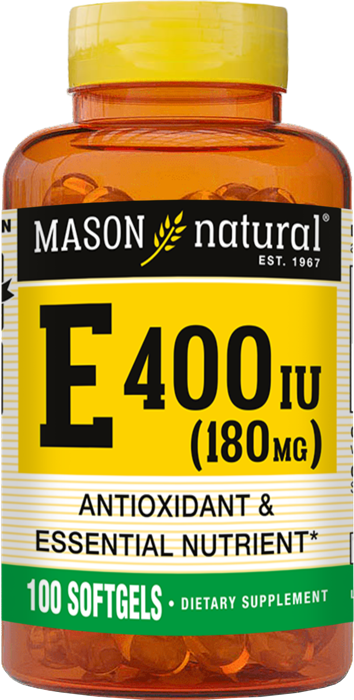 MASON natural®
EST. 1967
E 400 IU
(180 MG)
ANTIOXIDANT &
ESSENTIAL NUTRIENT*
100 SOFTGELS • DIETARY SUPPLEMENT